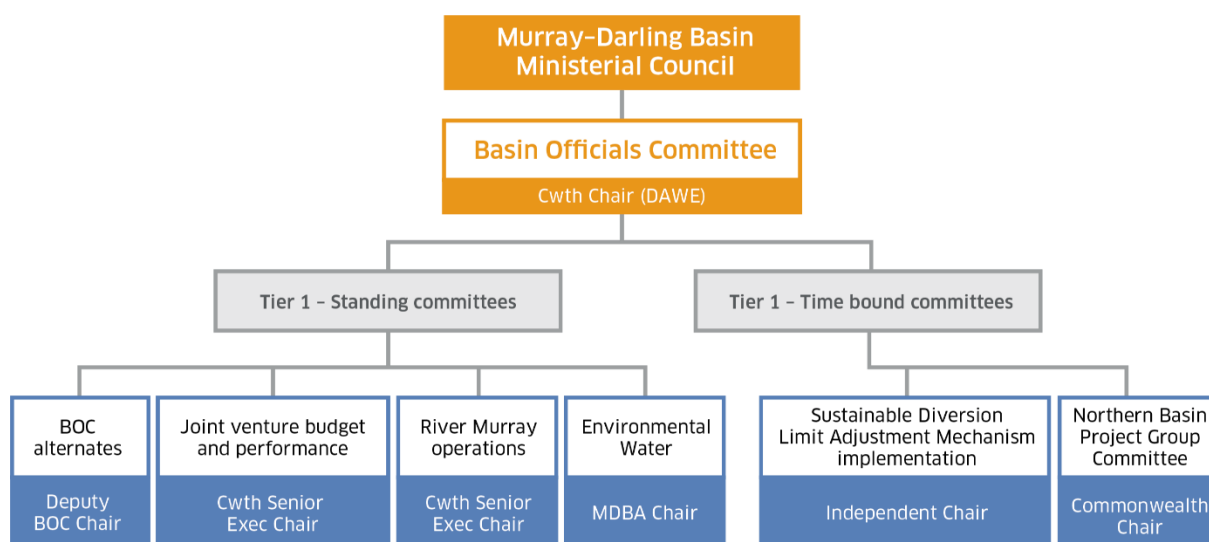 Murray–Darling Basin
Ministerial Council
Basin Officials Committee
Cwth Chair (DAWE)
Tier 1 – Standing committees
Tier 1 – Time bound committees
BOC
alternates
Deputy
BOC Chair
Joint venture budget
and performance
Cwth Senior
Exec Chair
River Murray
operations
Cwth Senior
Exec Chair
Environmental
Water
MDBA Chair
Sustainable Diversion
Limit Adjustment Mechanism
implementation
Independent Chair
Northern Basin
Project Group
Committee
Commonwealth
Chair